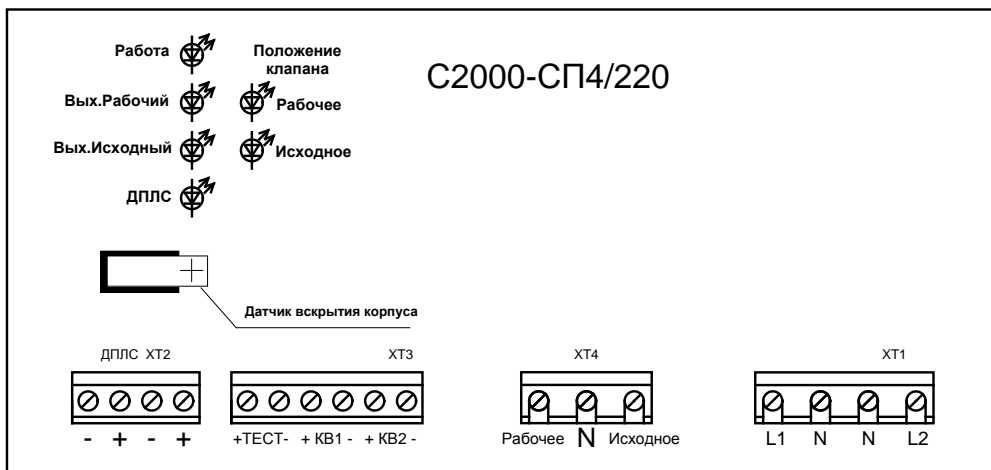 Работа
Положение
клапана
С2000-СП4/220
Вых.Рабочий
Рабочее
Вых.Исходный
Исходное
ДПЛС
Датчик вскрытия корпуса
ДПЛС XT2
XT3
XT4
XT1
- + - +
+ТЕСТ- + КВ1 - + КВ2 -
Рабочее N Исходное
L1 N N L2